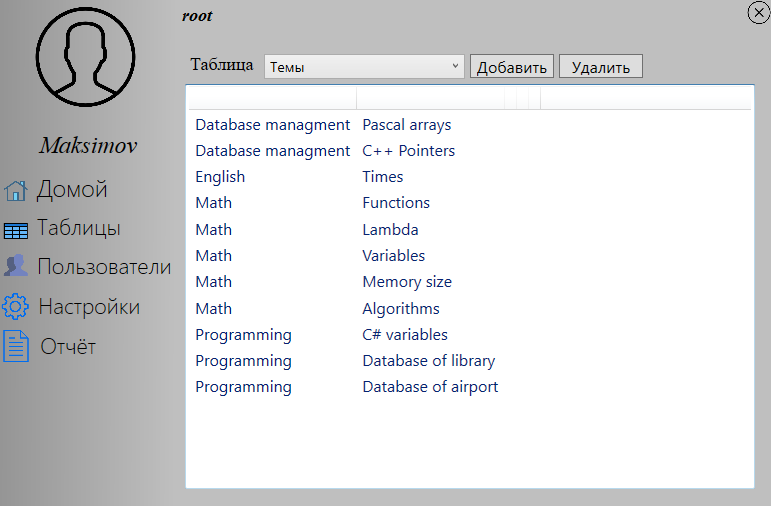 root
Таблица Темы Добавить Удалить
Maksimov
Домой
Таблицы
Пользователи
Настройки
Отчёт
Database managment Pascal arrays
Database managment C++ Pointers
English Times
Math Functions
Math Lambda
Math Variables
Math Memory size
Math Algorithms
Programming C# variables
Programming Database of library
Programming Database of airport